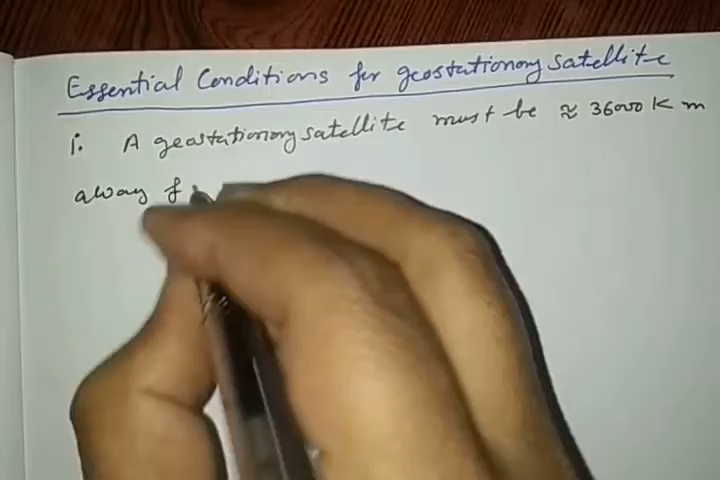 Essential Conditions for geostationary satellite
1. A geostationary satellite must be ≈ 36000 Km
away f